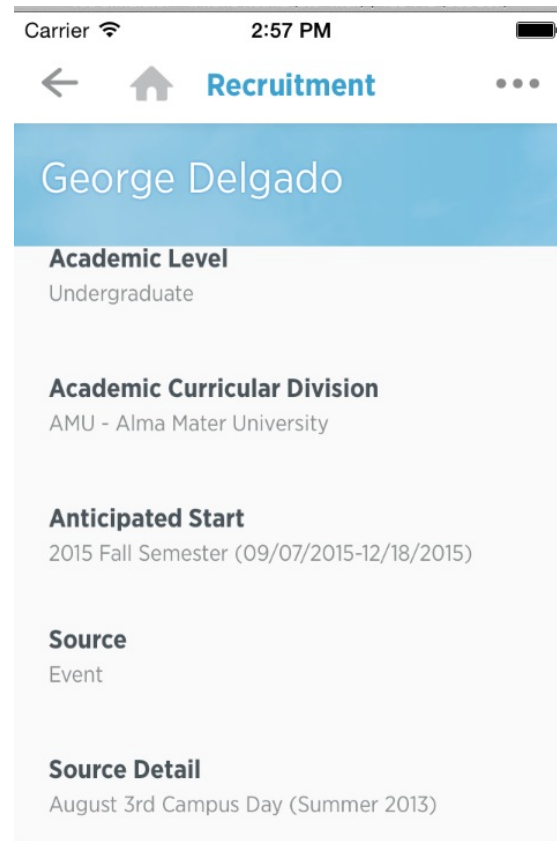 Carrier 2:57 PM
Recruitment
George Delgado
Academic Level
Undergraduate
Academic Curricular Division
AMU - Alma Mater University
Anticipated Start
2015 Fall Semester (09/07/2015-12/18/2015)
Source
Event
Source Detail
August 3rd Campus Day (Summer 2013)